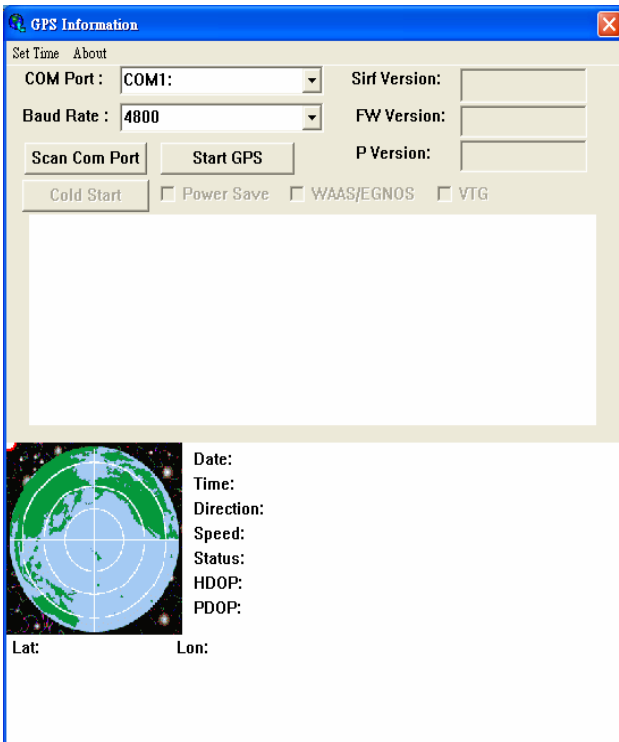 GPS Information
Set Time About
COM Port : COM1: Sirf Version:
Baud Rate : 4800 FW Version:
Scan Com Port Start GPS P Version:
Cold Start Power Save WAAS/EGNOS VTG
Date:
Time:
Direction:
Speed:
Status:
HDOP:
PDOP:
Lat: Lon: